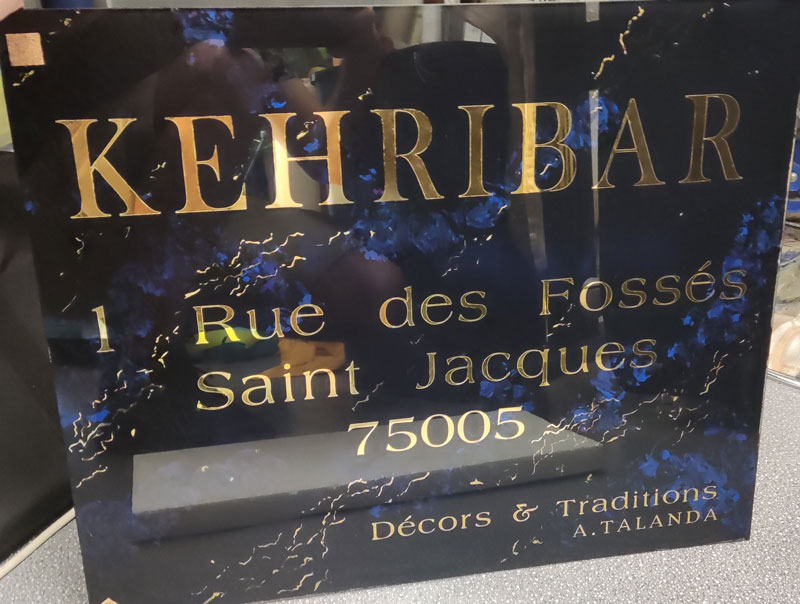 KEHRIBAR
1 Rue des Fossés
Saint Jacques
75005
Décors & Traditions
A. TALANDA